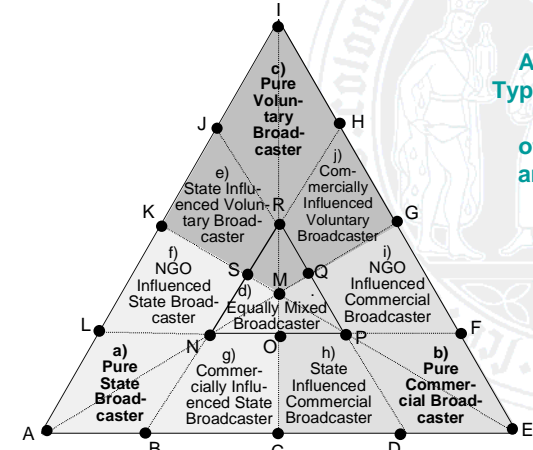 I
c)
Pure
Volun-
tary
Broad-
caster
A
Typ
o
a
J
H
e)
State Influ-
enced Volun-
tary Broad-
caster
j)
Com-
mercially
Influenced
Voluntary
Broadcaster
R
K
G
f)
NGO
Influenced
State Broad-
caster
S
M
Q
d)
Equally Mixed
Broadcaster
i)
NGO
Influenced
Commercial
Broadcaster
L
N
O
P
F
a)
Pure
State
Broad-
caster
g)
Commer-
cially Influ-
enced State
Broadcaster
h)
State
Influenced
Commercial
Broadcaster
b)
Pure
Commer-
cial Broad-
caster
A
B
C
D
E